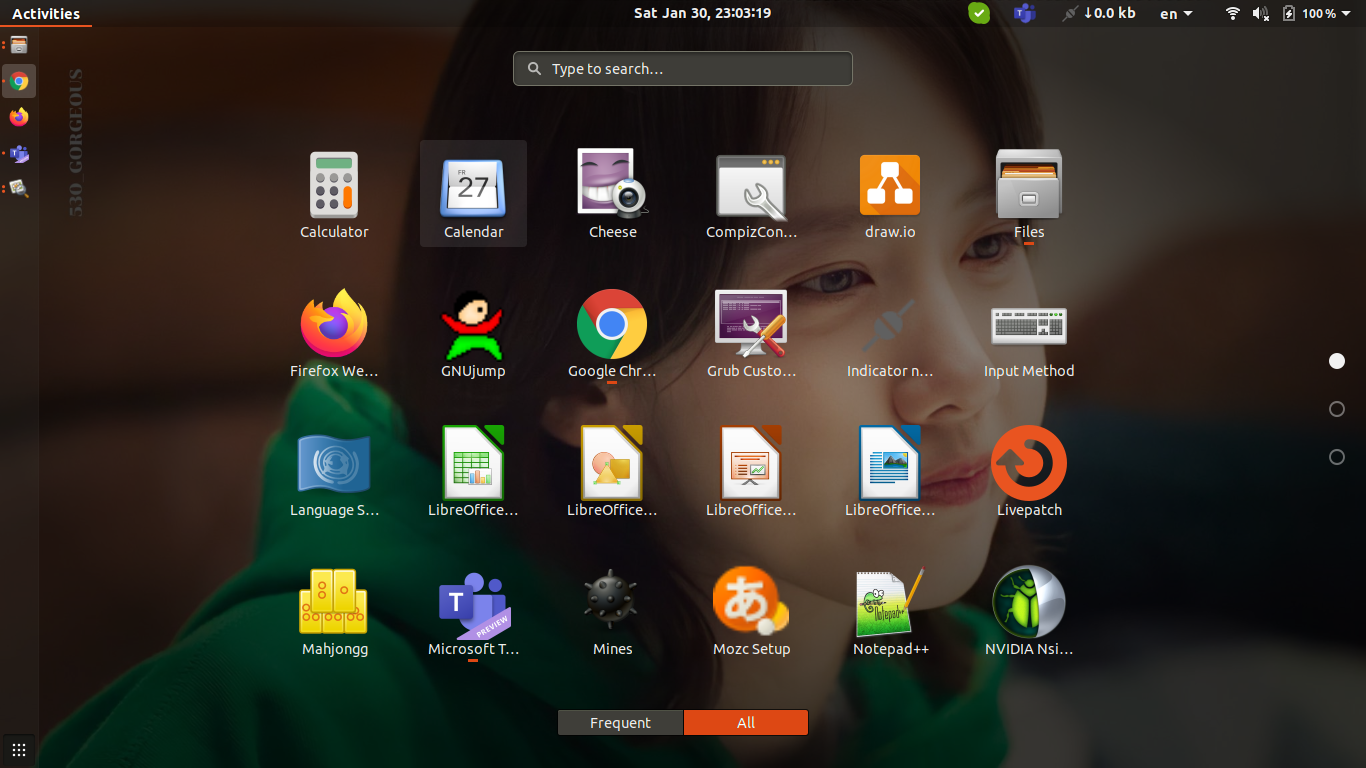 Activities
Sat Jan 30, 23:03:19
↓0.0 kb
en
100 %
530_GORGEOUS
Type to search…
Calculator
FR
27
Calendar
Cheese
CompizCon…
draw.io
Files
Firefox We…
GNUjump
Google Chr…
Grub Custo…
Indicator n…
Input Method
Language S…
LibreOffice…
LibreOffice…
LibreOffice…
LibreOffice…
Livepatch
Mahjongg
T
PREVIEW
Microsoft T…
Mines
あ
Mozc Setup
Notepad++
Notepad++
NVIDIA Nsi…
Frequent
All